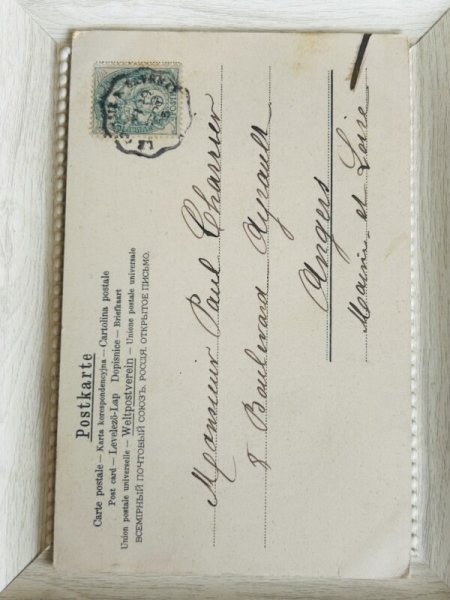 Postkarte
Carte postale — Karta korespondencyjna — Cartolina postale
Post card — Levelező-Lap Dopisnice — Briefkaart
Union postale universelle — Weltpostverein — Unione postale universale
ВСЕМІРНЫЙ ПОЧТОВЫЙ СОЮЗЪ. РОССІЯ. ОТКРЫТОЕ ПИСЬМО.
Monsieur Paul Charrier
8 Boulevard Ayrault
Angers
Maine et Loire